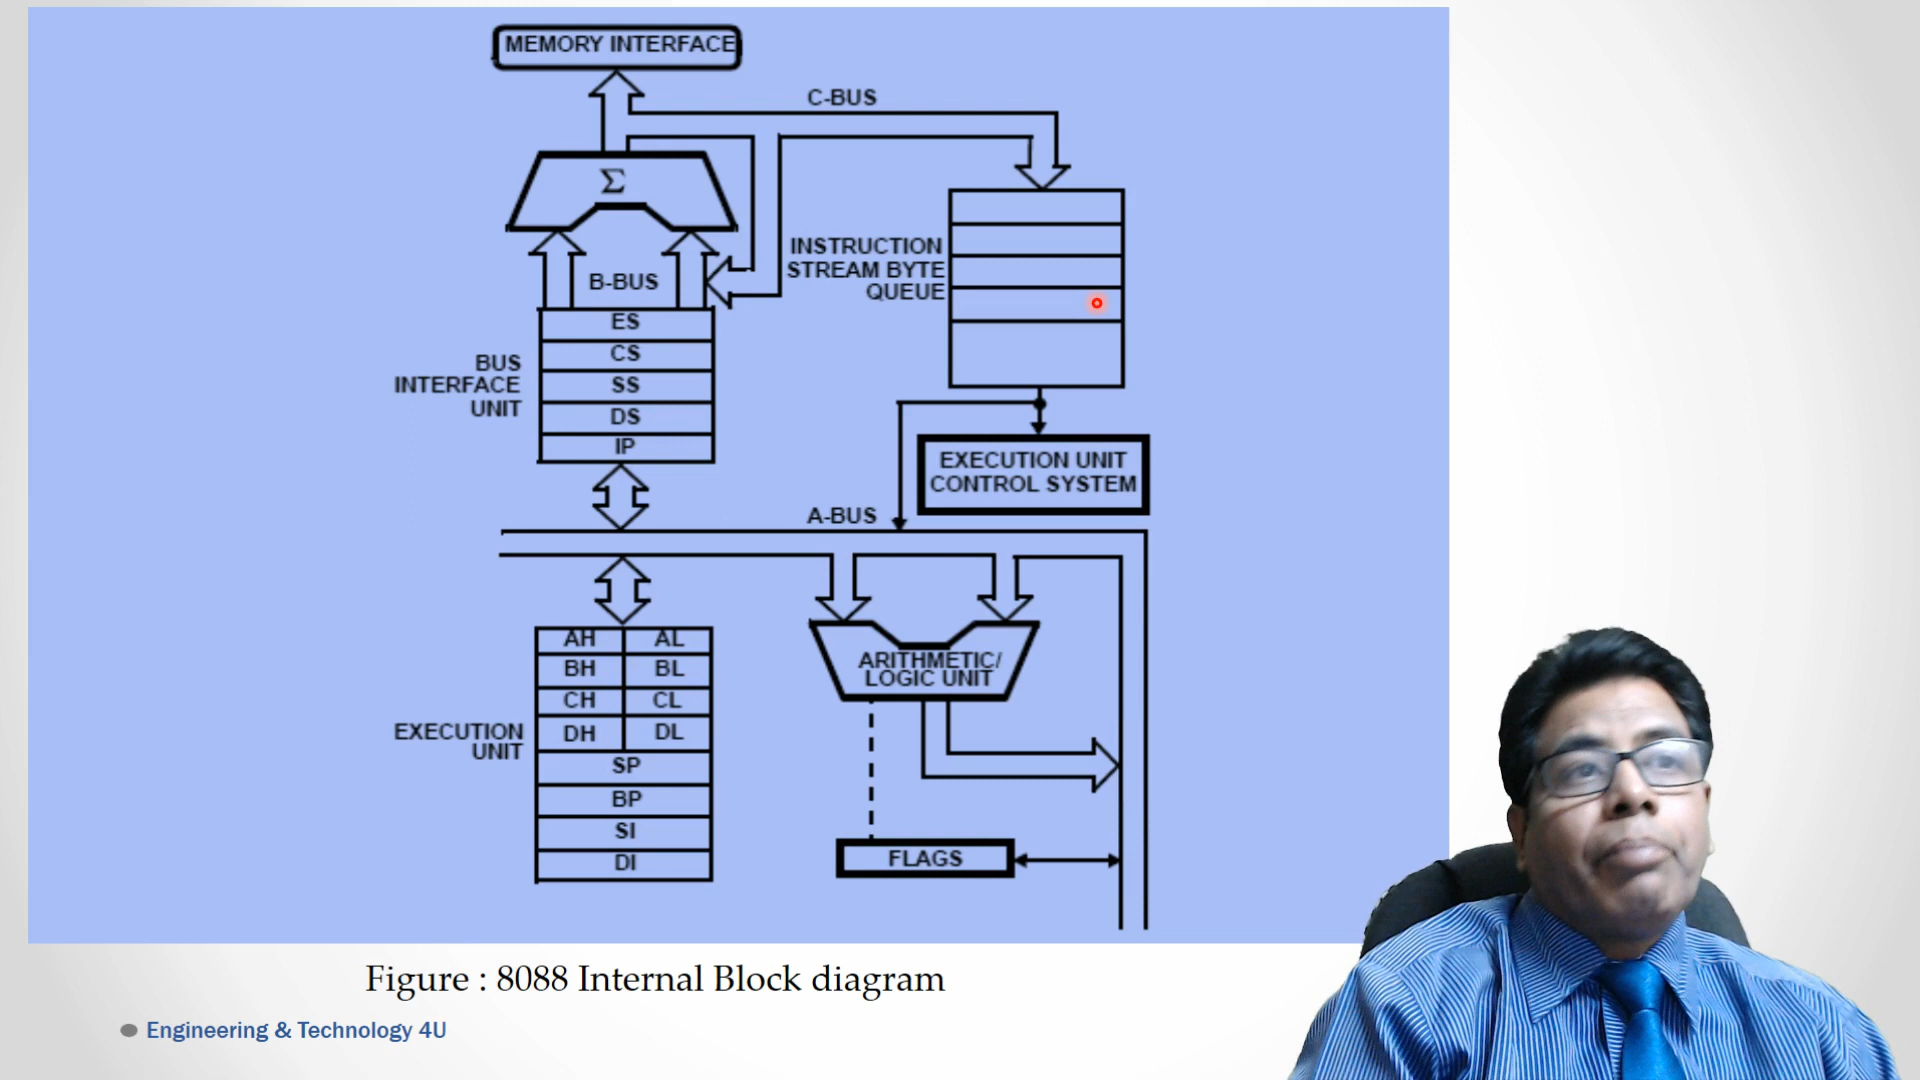 MEMORY INTERFACE
C-BUS
Σ
INSTRUCTION
STREAM BYTE
QUEUE
B-BUS
ES
CS
SS
DS
IP
BUS
INTERFACE
UNIT
EXECUTION UNIT
CONTROL SYSTEM
A-BUS
AH AL
BH BL
CH CL
DH DL
SP
BP
SI
DI
EXECUTION
UNIT
ARITHMETIC/
LOGIC UNIT
FLAGS
Figure : 8088 Internal Block diagram
Engineering & Technology 4U